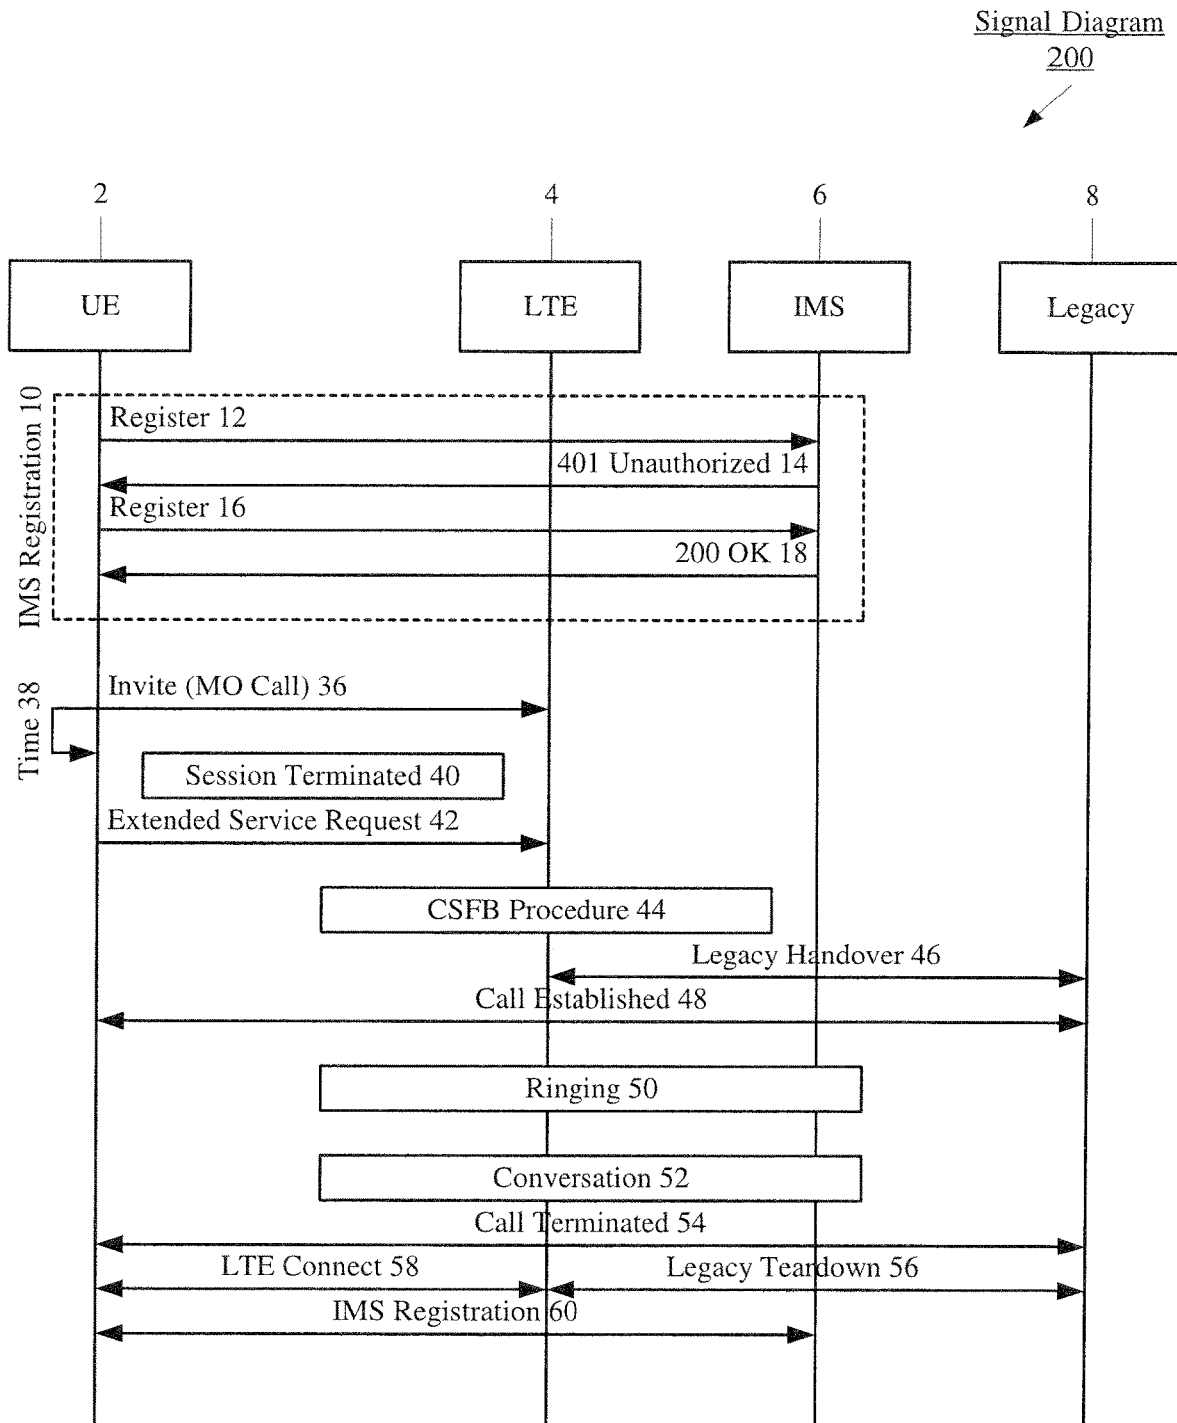 Signal Diagram
200
2
4
6
8
UE
LTE
IMS
Legacy
IMS Registration 10
Register 12
401 Unauthorized 14
Register 16
200 OK 18
Invite (MO Call) 36
Time 38
Session Terminated 40
Extended Service Request 42
CSFB Procedure 44
Legacy Handover 46
Call Established 48
Ringing 50
Conversation 52
Call Terminated 54
LTE Connect 58
Legacy Teardown 56
IMS Registration 60